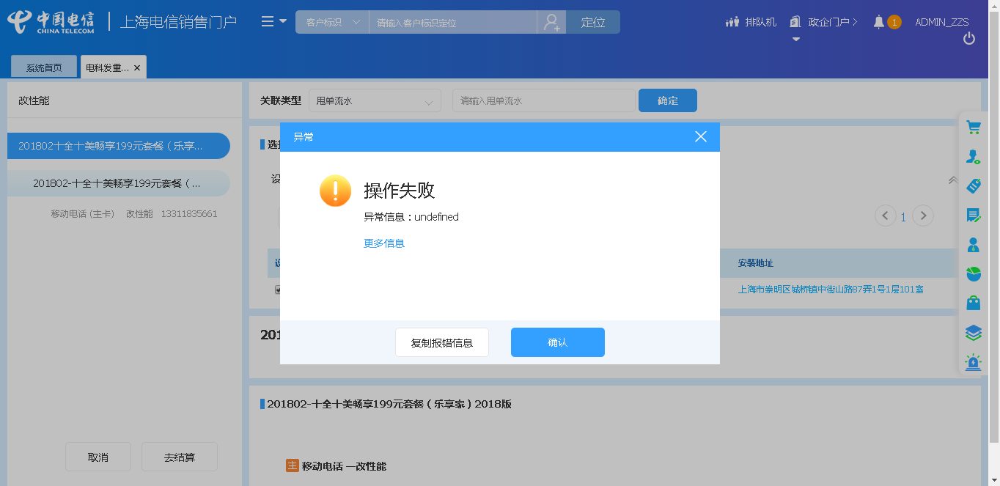 中国电信
CHINA TELECOM
上海电信销售门户
客户标识
请输入客户标识定位
定位
排队机
政企门户
1
ADMIN_ZZS
系统首页
电科发重...
改性能
201802十全十美畅享199元套餐（乐享...
201802-十全十美畅享199元套餐（...
移动电话 (主卡) 改性能 13311835661
取消
去结算
关联类型
甩单流水
请输入甩单流水
确定
异常
操作失败
异常信息：undefined
更多信息
复制报错信息
确认
选
设
1
安装地址
上海市崇明区城桥镇中街山路87弄1号1层101室
201
201802-十全十美畅享199元套餐（乐享家）2018版
主 移动电话 —改性能